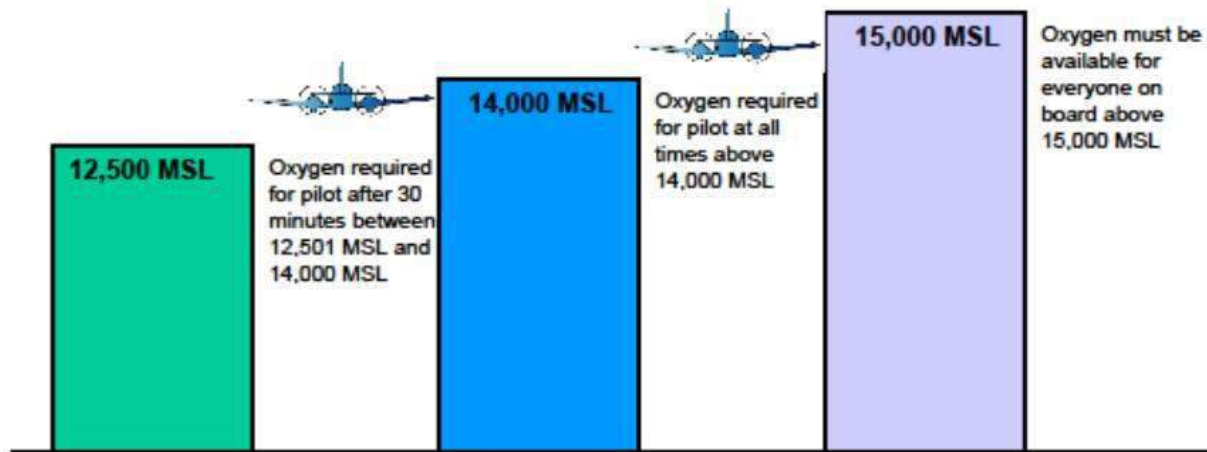 12,500 MSL
Oxygen required
for pilot after 30
minutes between
12,501 MSL and
14,000 MSL
14,000 MSL
Oxygen required
for pilot at all
times above
14,000 MSL
15,000 MSL
Oxygen must be
available for
everyone on
board above
15,000 MSL